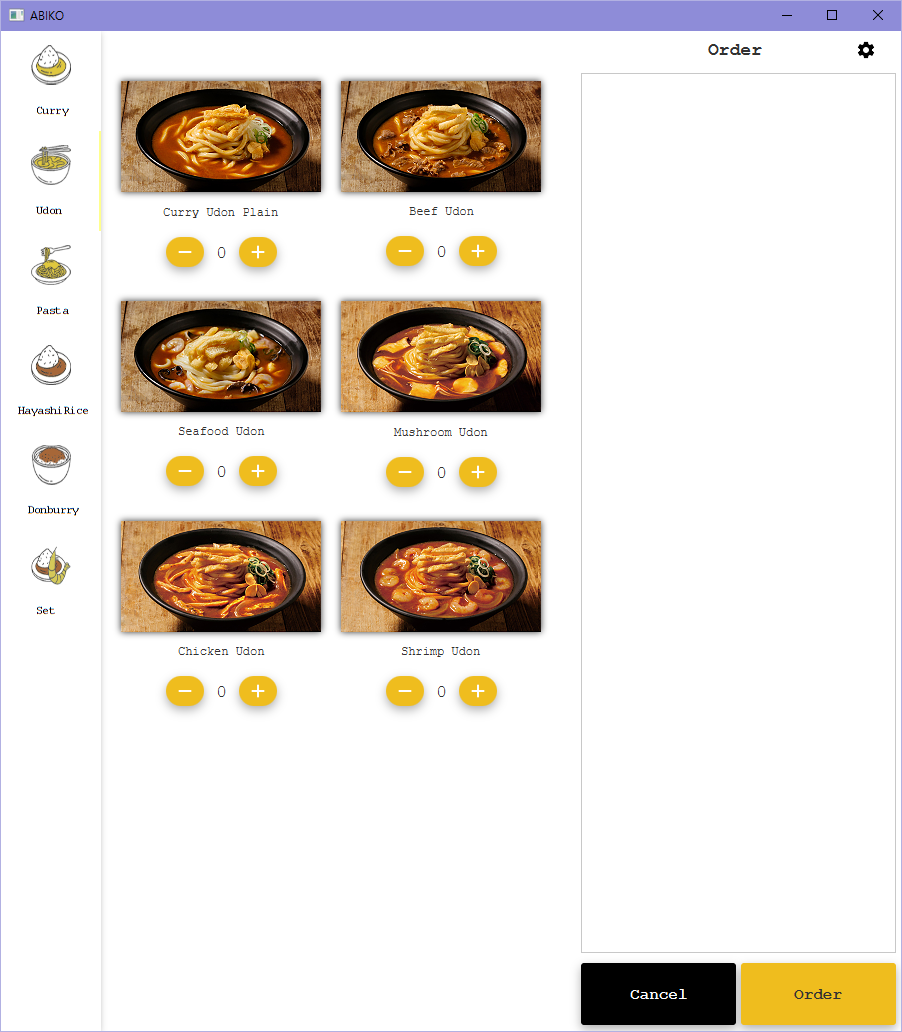 ABIKO
Order
Curry
Udon
Pasta
HayashiRice
Donburry
Set
Curry Udon Plain
Beef Udon
− 0 +
− 0 +
Seafood Udon
Mushroom Udon
− 0 +
− 0 +
Chicken Udon
Shrimp Udon
− 0 +
− 0 +
Cancel
Order